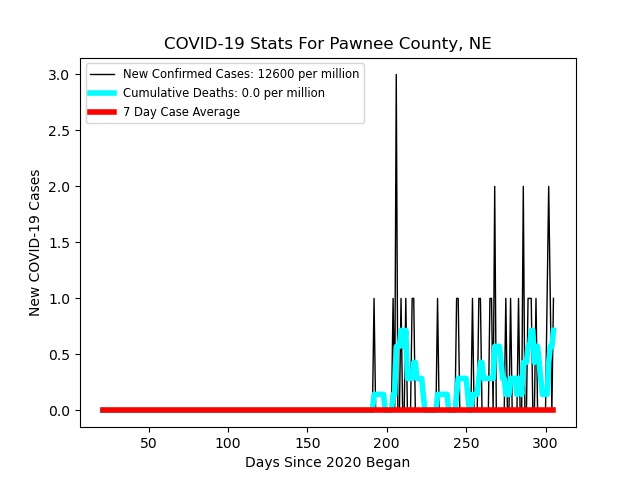 COVID-19 Stats For Pawnee County, NE
New Confirmed Cases: 12600 per million
Cumulative Deaths: 0.0 per million
7 Day Case Average
3.0
2.5
2.0
1.5
1.0
0.5
0.0
New COVID-19 Cases
50 100 150 200 250 300
Days Since 2020 Began